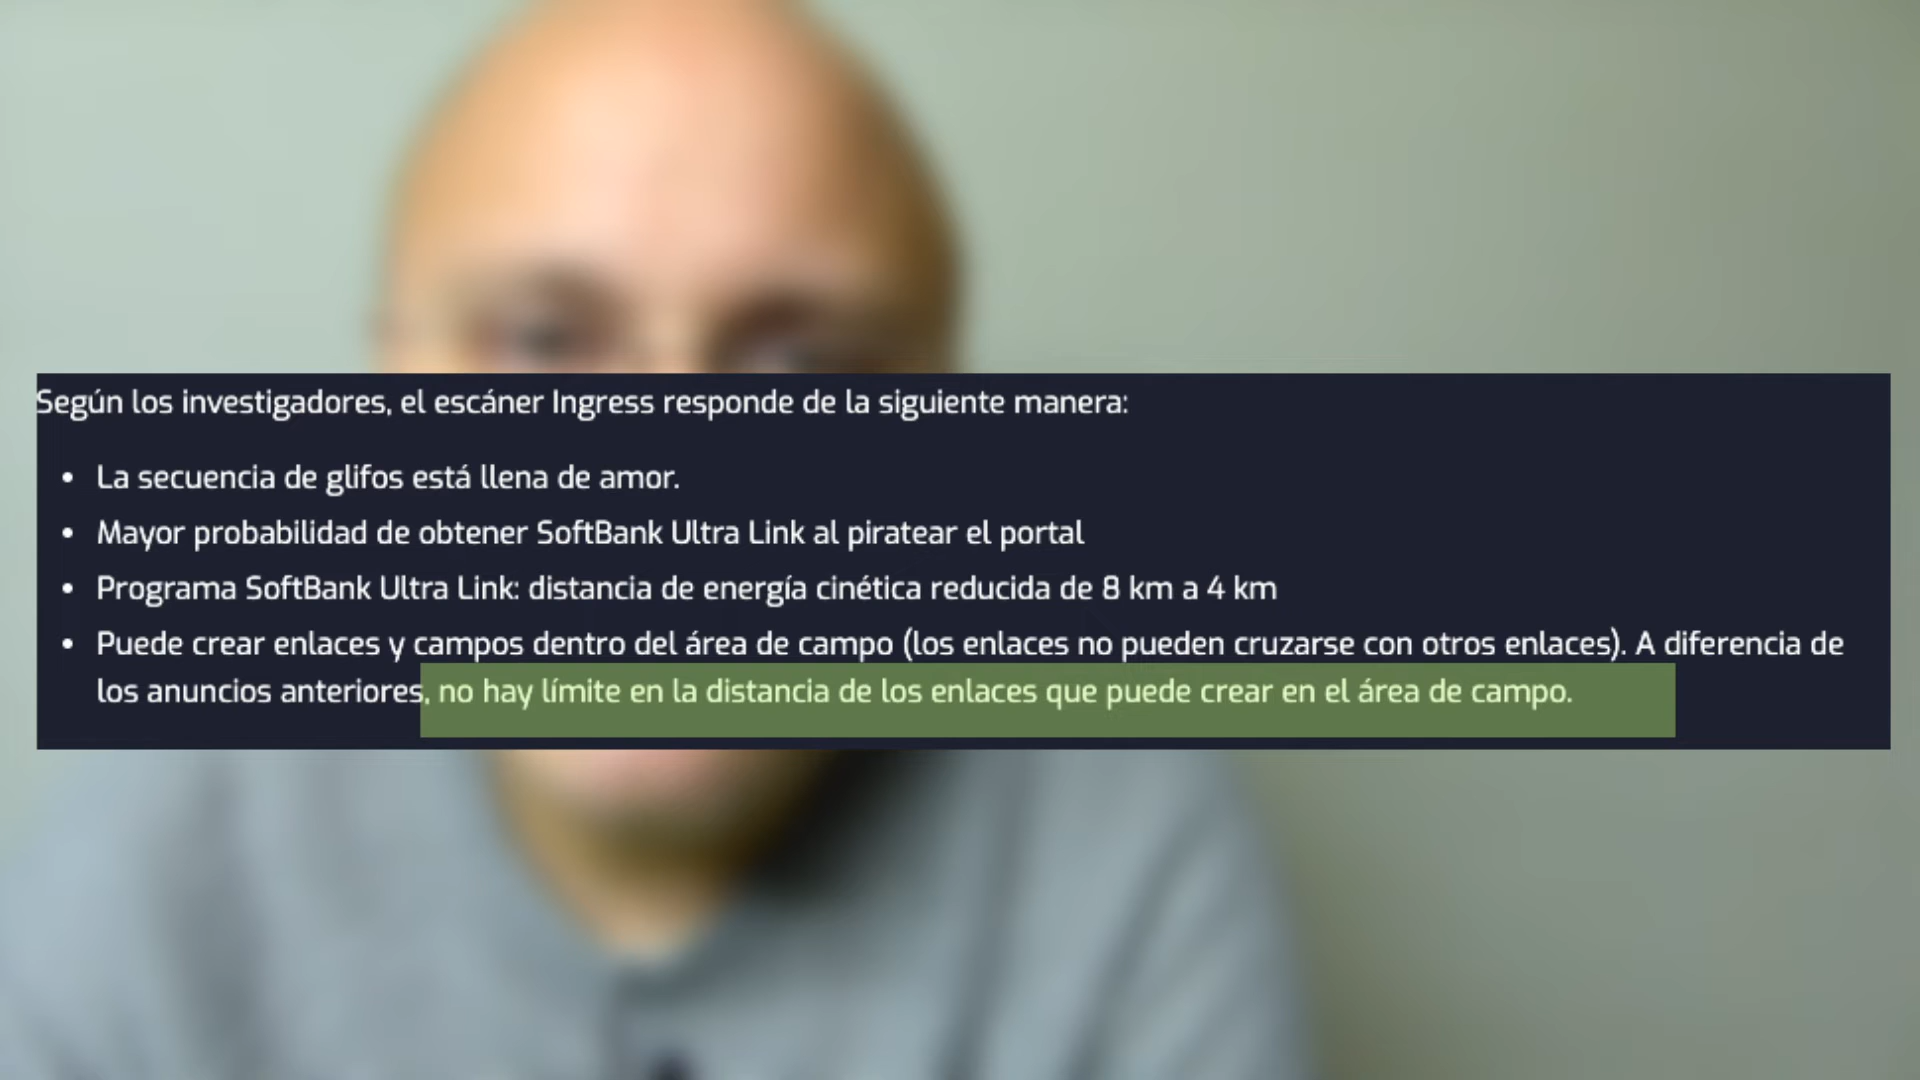 Según los investigadores, el escáner Ingress responde de la siguiente manera:
• La secuencia de glifos está llena de amor.
• Mayor probabilidad de obtener SoftBank Ultra Link al piratear el portal
• Programa SoftBank Ultra Link: distancia de energía cinética reducida de 8 km a 4 km
• Puede crear enlaces y campos dentro del área de campo (los enlaces no pueden cruzarse con otros enlaces). A diferencia de
los anuncios anteriores, no hay límite en la distancia de los enlaces que puede crear en el área de campo.